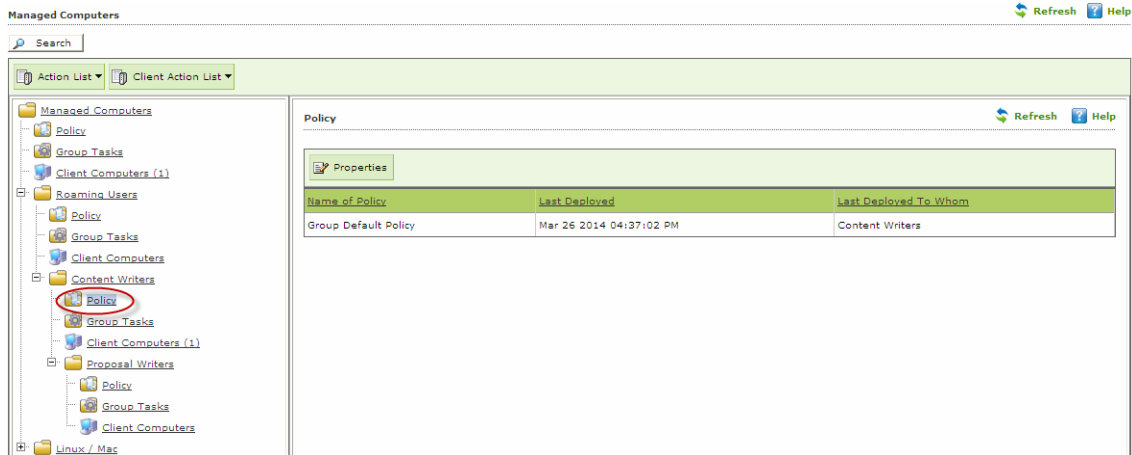 Managed Computers
Refresh Help
Search
Action List Client Action List
Managed Computers
Policy
Group Tasks
Client Computers (1)
Roaming Users
Policy
Group Tasks
Client Computers
Content Writers
Policy
Group Tasks
Client Computers (1)
Proposal Writers
Policy
Group Tasks
Client Computers
Linux / Mac
Policy
Refresh Help
Properties
Name of Policy Last Deployed Last Deployed To Whom
Group Default Policy Mar 26 2014 04:37:02 PM Content Writers